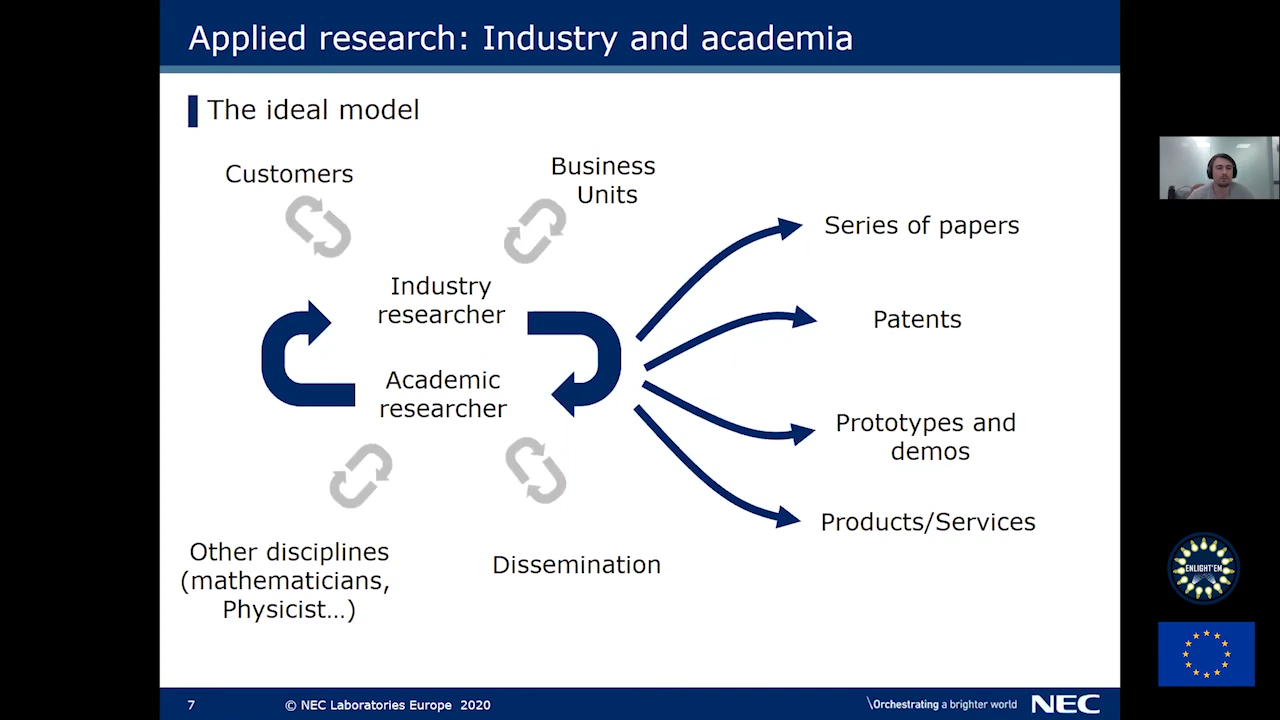 Applied research: Industry and academia
The ideal model
Customers
Business
Units
Series of papers
Industry
researcher
Patents
Academic
researcher
Prototypes and
demos
Products/Services
Other disciplines
(mathematicians,
Physicist…)
Dissemination
ENLIGHT'EM
7
© NEC Laboratories Europe 2020
\Orchestrating a brighter world
NEC